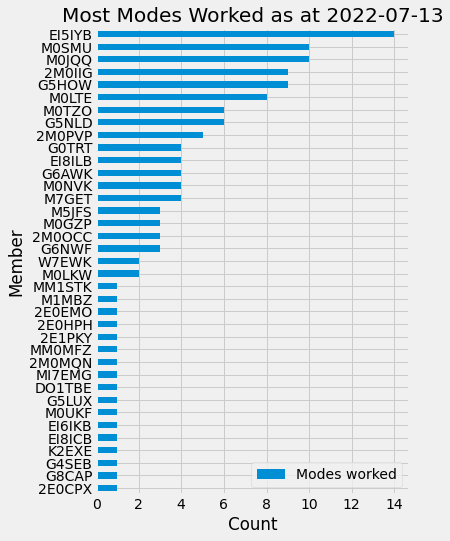 Most Modes Worked as at 2022-07-13
Member
EI5IYB
M0SMU
M0JQQ
2M0IIG
G5HOW
M0LTE
M0TZO
G5NLD
2M0PVP
G0TRT
EI8ILB
G6AWK
M0NVK
M7GET
M5JFS
M0GZP
2M0OCC
G6NWF
W7EWK
M0LKW
MM1STK
M1MBZ
2E0EMO
2E0HPH
2E1PKY
MM0MFZ
2M0MQN
MI7EMG
DO1TBE
G5LUX
M0UKF
EI6IKB
EI8ICB
K2EXE
G4SEB
G8CAP
2E0CPX
Modes worked
0 2 4 6 8 10 12 14
Count